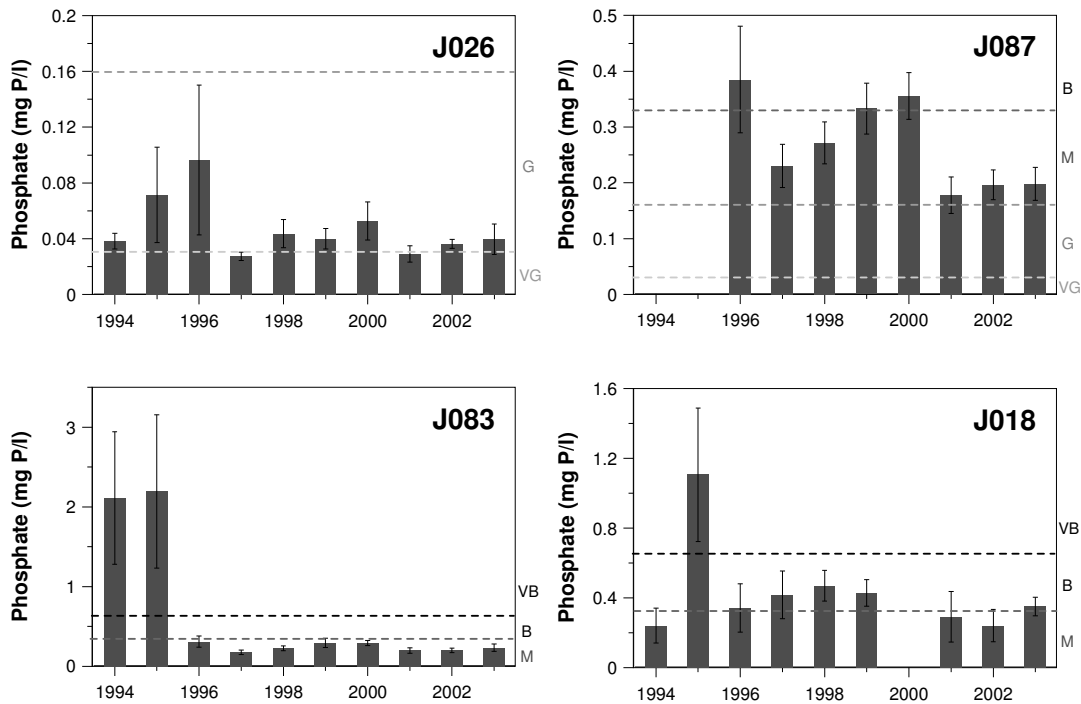 J026
Phosphate (mg P/l)
0.2
0.16
0.12
0.08
0.04
0
G
VG
1994 1996 1998 2000 2002
J087
Phosphate (mg P/l)
0.5
0.4
0.3
0.2
0.1
0
B
M
G
VG
1994 1996 1998 2000 2002
J083
Phosphate (mg P/l)
3
2
1
0
VB
B
M
1994 1996 1998 2000 2002
J018
Phosphate (mg P/l)
1.6
1.2
0.8
0.4
0
VB
B
M
1994 1996 1998 2000 2002